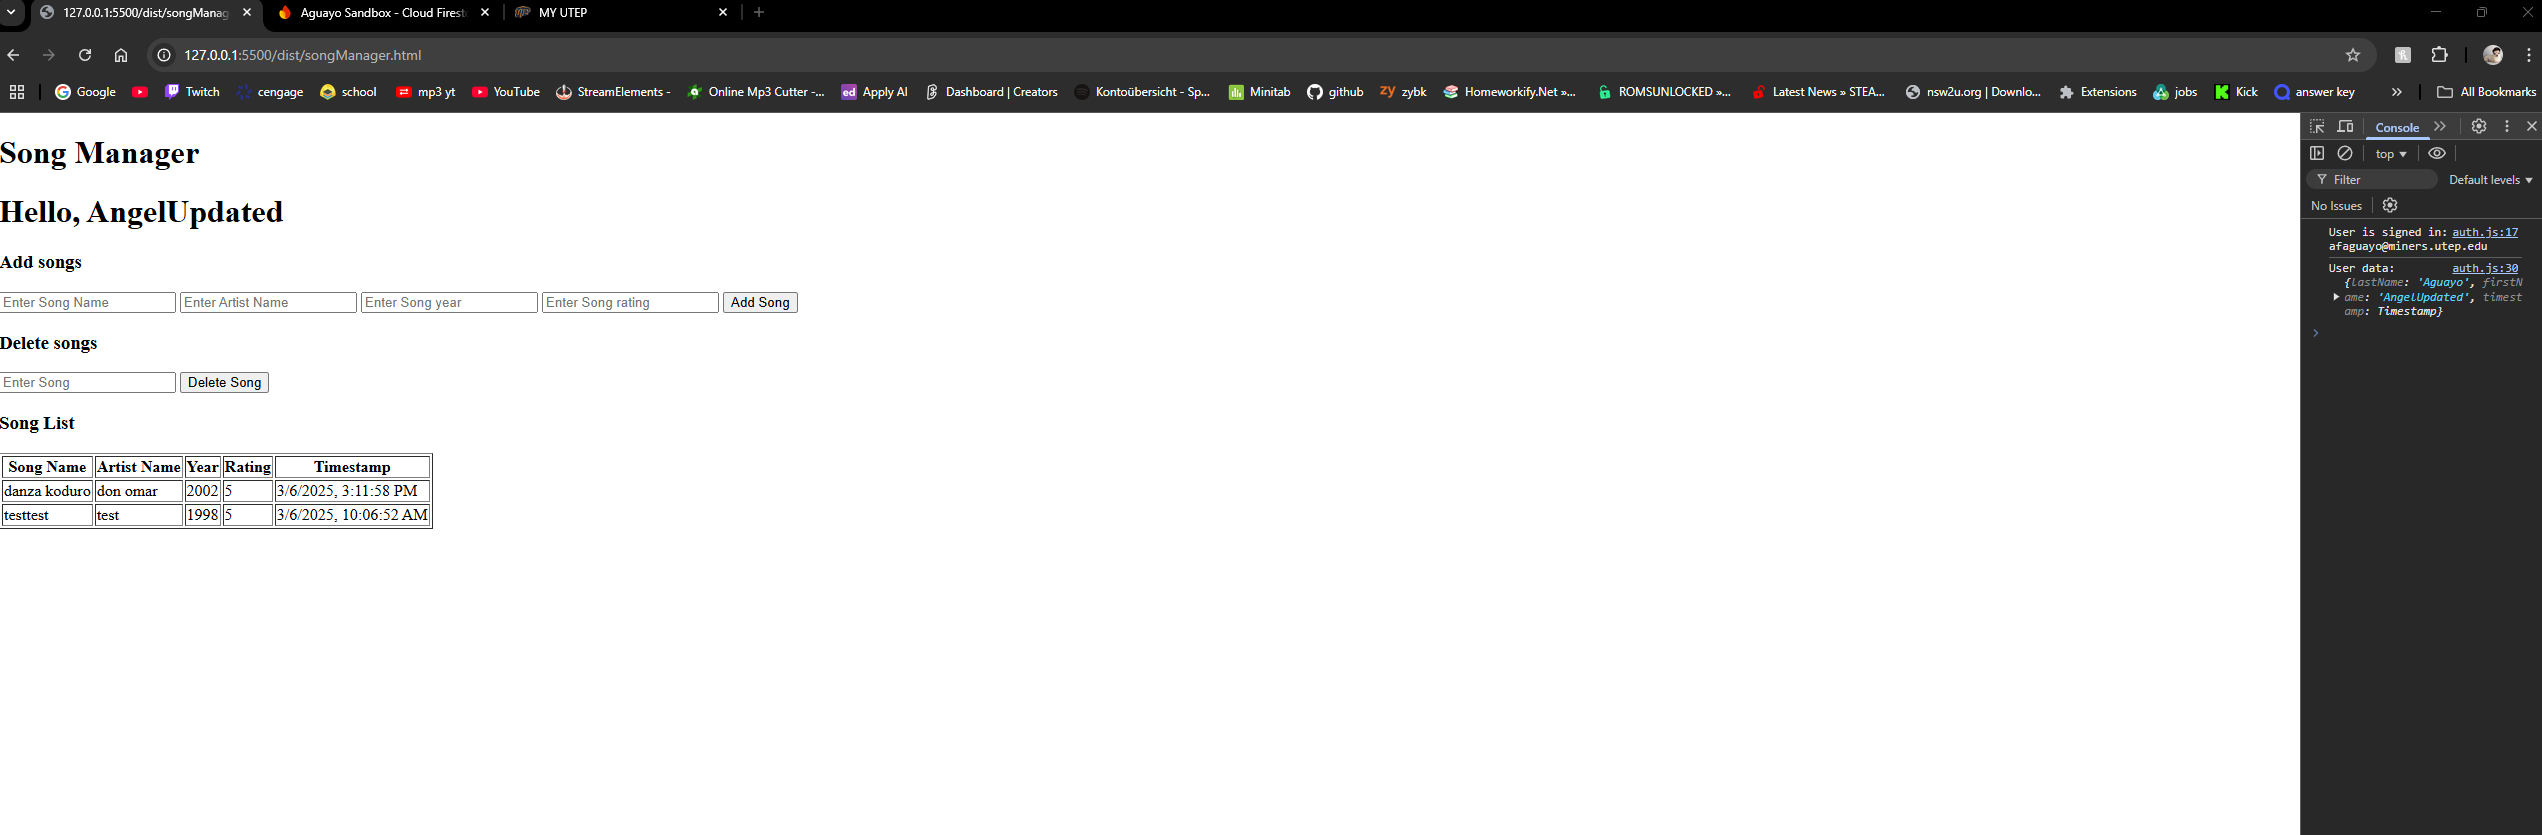 127.0.0.1:5500/dist/songManag
Aguayo Sandbox - Cloud Firest
MY UTEP
127.0.0.1:5500/dist/songManager.html
Google Twitch cengage school mp3 yt YouTube StreamElements - Online Mp3 Cutter -... Apply AI Dashboard | Creators Kontoübersicht - Sp... Minitab github zybk Homeworkify.Net »... ROMSUNLOCKED »... Latest News » STEA... nsw2u.org | Downlo... Extensions jobs Kick answer key » All Bookmarks
Song Manager
Hello, AngelUpdated
Add songs
Enter Song Name Enter Artist Name Enter Song year Enter Song rating Add Song
Delete songs
Enter Song Delete Song
Song List
Song Name Artist Name Year Rating Timestamp
danza koduro don omar 2002 5 3/6/2025, 3:11:58 PM
testtest test 1998 5 3/6/2025, 10:06:52 AM
Console
top
Filter Default levels
No Issues
User is signed in: auth.js:17
afaguayo@miners.utep.edu
User data: auth.js:30
{lastName: 'Aguayo', firstN
ame: 'AngelUpdated', timest
amp: Timestamp}